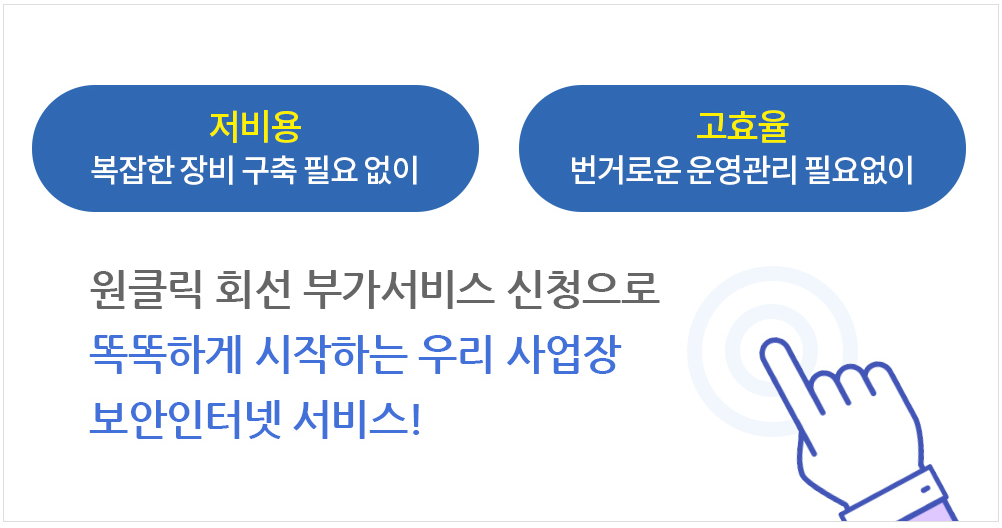 저비용
복잡한 장비 구축 필요 없이
고효율
번거로운 운영관리 필요없이
원클릭 회선 부가서비스 신청으로
똑똑하게 시작하는 우리 사업장
보안인터넷 서비스!